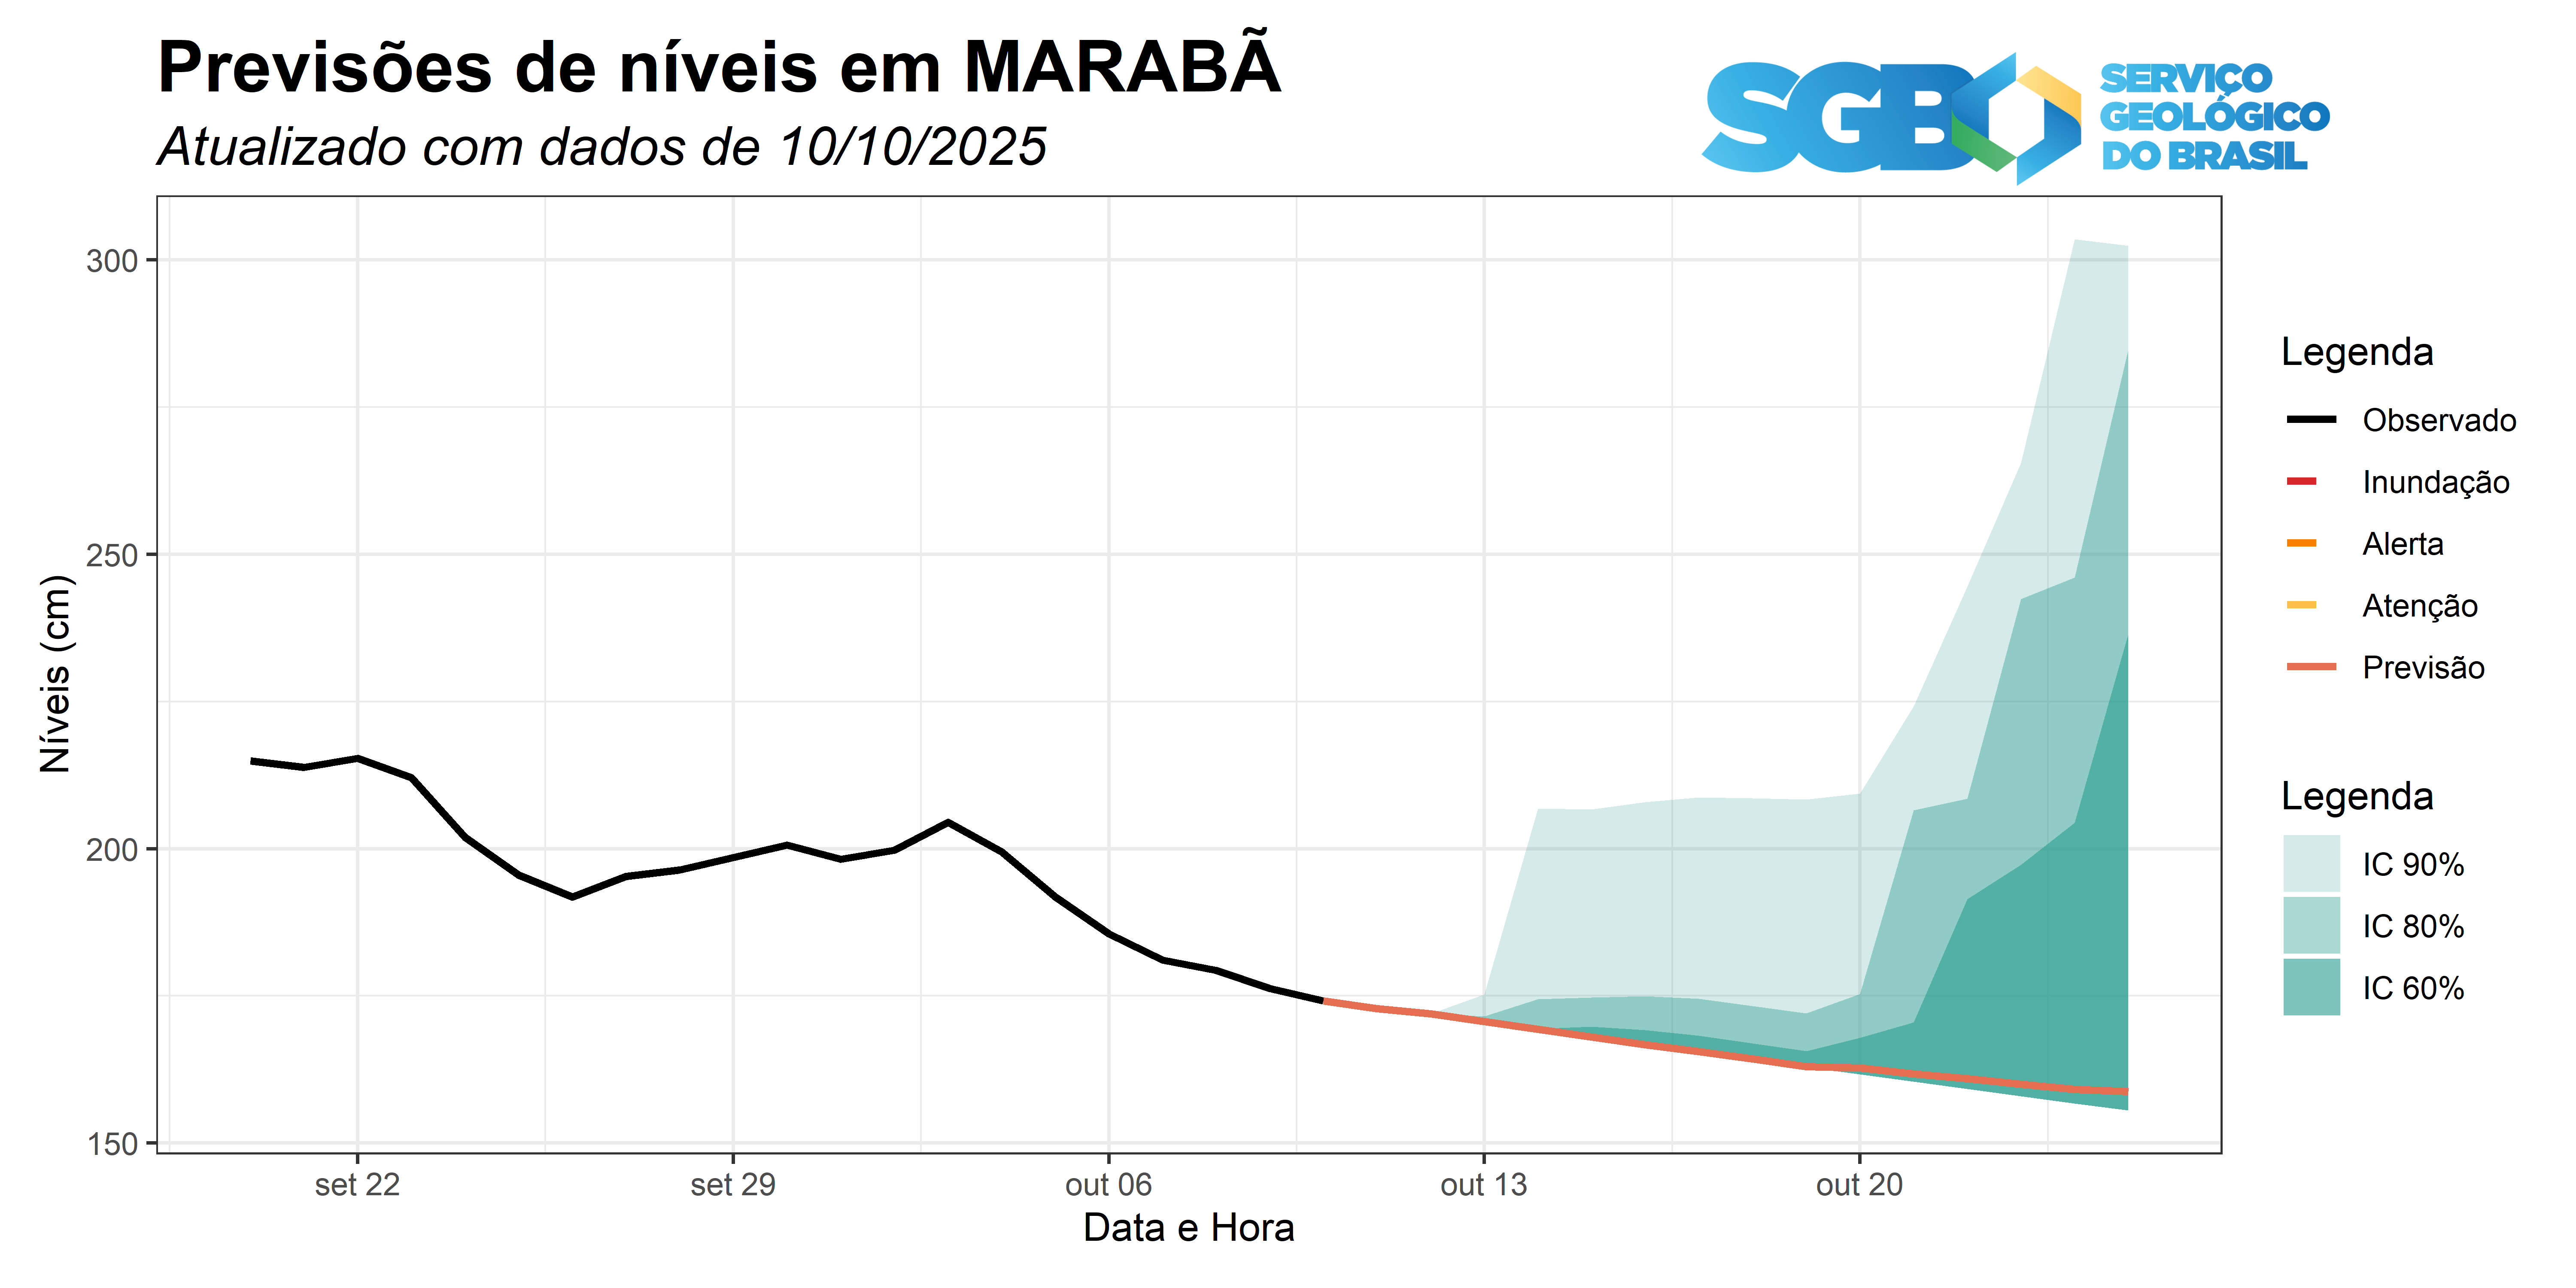 Previsões de níveis em MARABÃ
Atualizado com dados de 10/10/2025
SGB
SERVIÇO
GEOLÓGICO
DO BRASIL
300
250
200
150
Níveis (cm)
set 22
set 29
out 06
out 13
out 20
Data e Hora
Legenda
Observado
Inundação
Alerta
Atenção
Previsão
Legenda
IC 90%
IC 80%
IC 60%